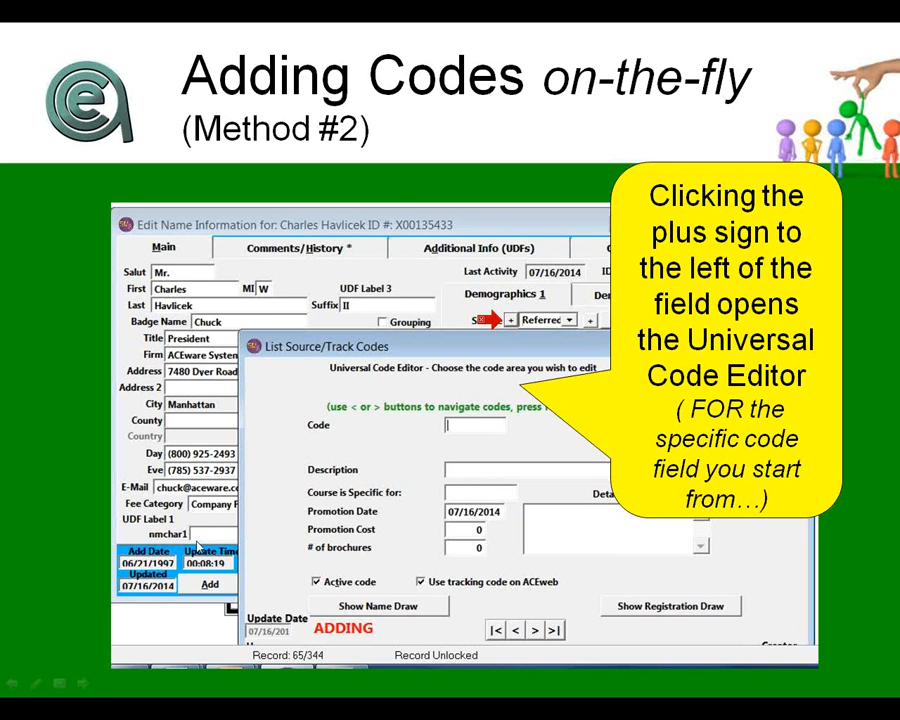 Adding Codes on-the-fly
(Method #2)
Clicking the
plus sign to
the left of the
field opens
the Universal
Code Editor
( FOR the
specific code
field you start
from…)
Edit Name Information for: Charles Havlicek ID #: X00135433
Main Comments/History * Additional Info (UDFs)
Salut Mr. Last Activity 07/16/2014
First Charles MI W UDF Label 3 Demographics 1
Last Havlicek Suffix II
Badge Name Chuck Grouping + Referred +
Title President
Firm ACEware System
Address 7480 Dyer Road
Address 2
City Manhattan
County
Country
Day (800) 925-2493
Eve (785) 537-2937
E-Mail chuck@aceware.co
Fee Category Company
UDF Label 1
nmchar1
Add Date Update Time
06/21/1997 00:08:19
Updated
07/16/2014 Add
List Source/Track Codes
Universal Code Editor - Choose the code area you wish to edit
(use < or > buttons to navigate codes, press
Code
Description
Course is Specific for:
Promotion Date 07/16/2014
Promotion Cost 0
# of brochures 0
Active code Use tracking code on ACEweb
Show Name Draw Show Registration Draw
Update Date
07/16/201 ADDING |< < > >|
Record: 65/344 Record Unlocked